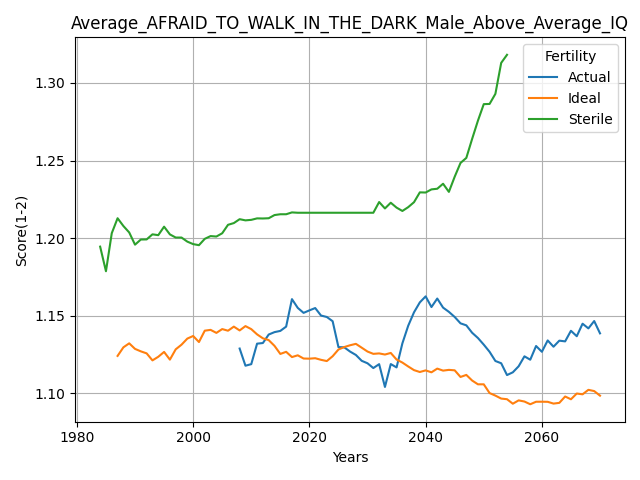 Average_AFRAID_TO_WALK_IN_THE_DARK_Male_Above_Average_IQ
Fertility
Actual
Ideal
Sterile
Score(1-2)
1.30
1.25
1.20
1.15
1.10
1980
2000
2020
2040
2060
Years